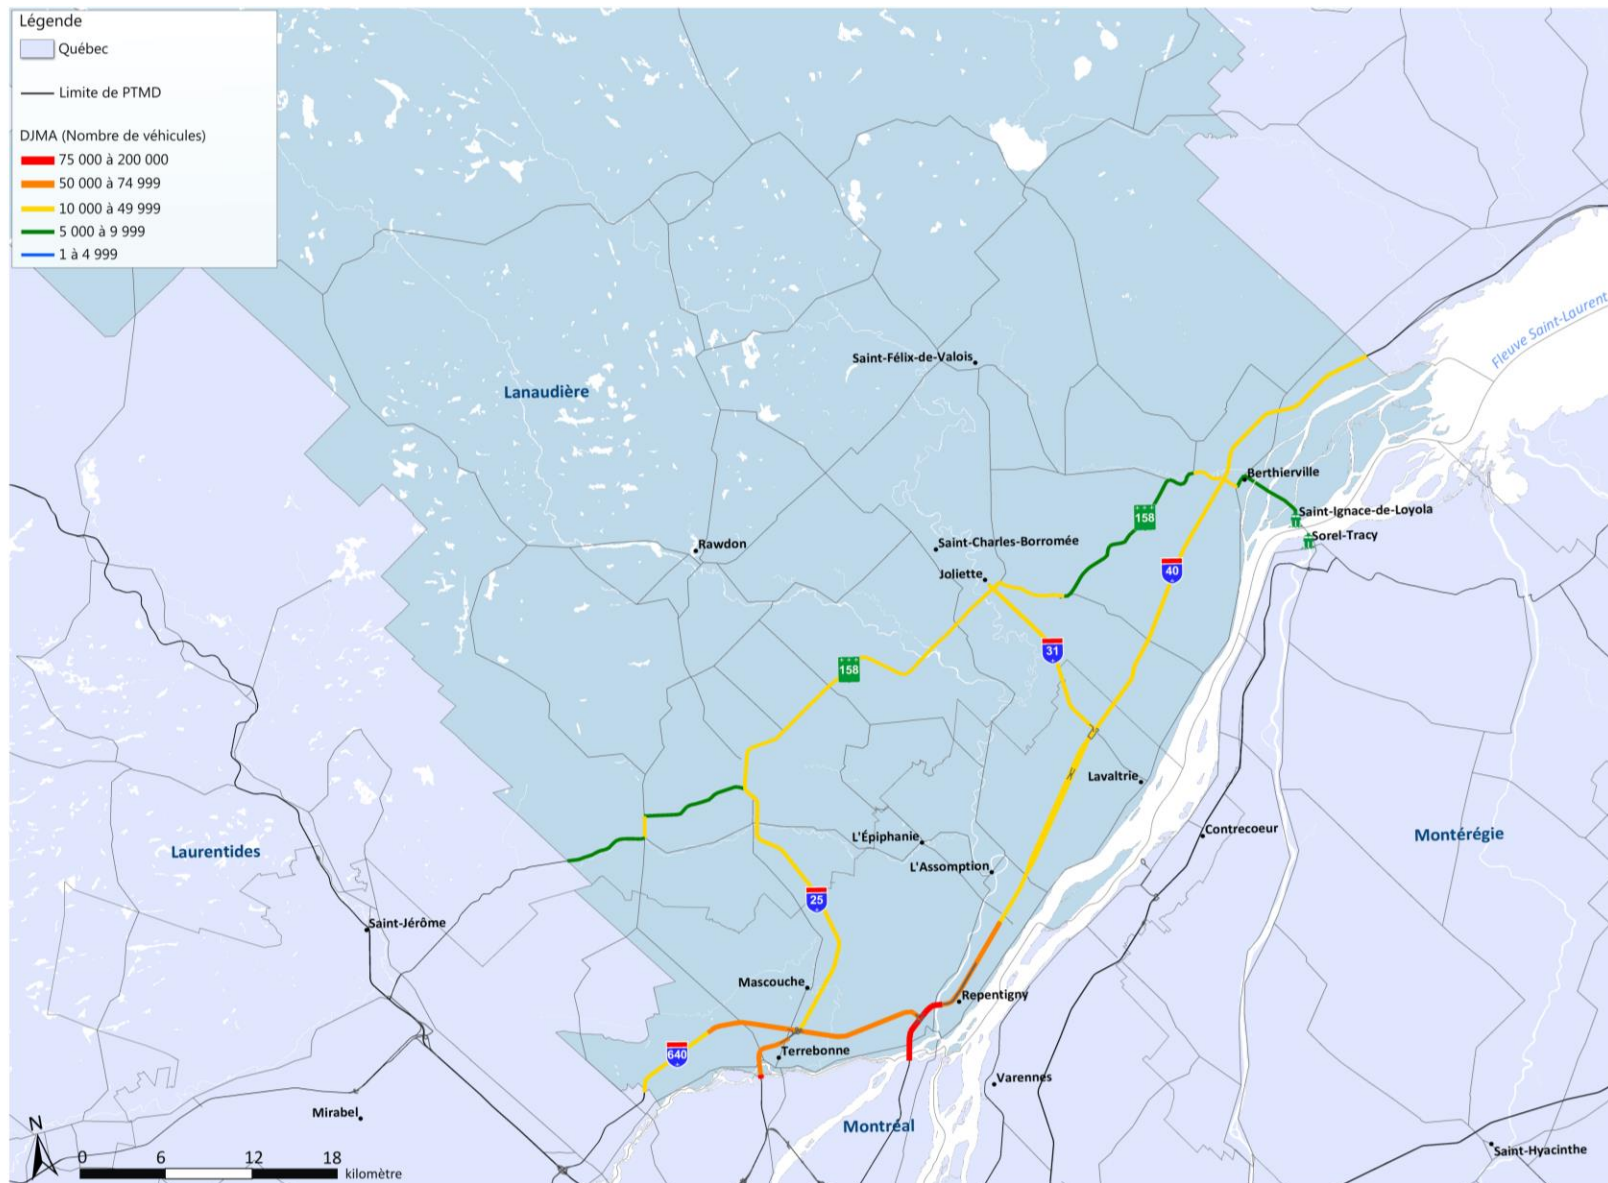 Légende
Québec
Limite de PTMD
DJMA (Nombre de véhicules)
75 000 à 200 000
50 000 à 74 999
10 000 à 49 999
5 000 à 9 999
1 à 4 999
Fleuve Saint-Laurent
Saint-Félix-de-Valois
Lanaudière
Berthierville
158
Saint-Ignace-de-Loyola
Sorel-Tracy
Rawdon
Saint-Charles-Borromée
Joliette
40
31
158
Lavaltrie
L'Épiphanie
Contrecoeur
Montérégie
Laurentides
L'Assomption
25
Saint-Jérôme
Mascouche
Repentigny
640
Terrebonne
Varennes
Mirabel
Montréal
Saint-Hyacinthe
N
0 6 12 18
kilomètre